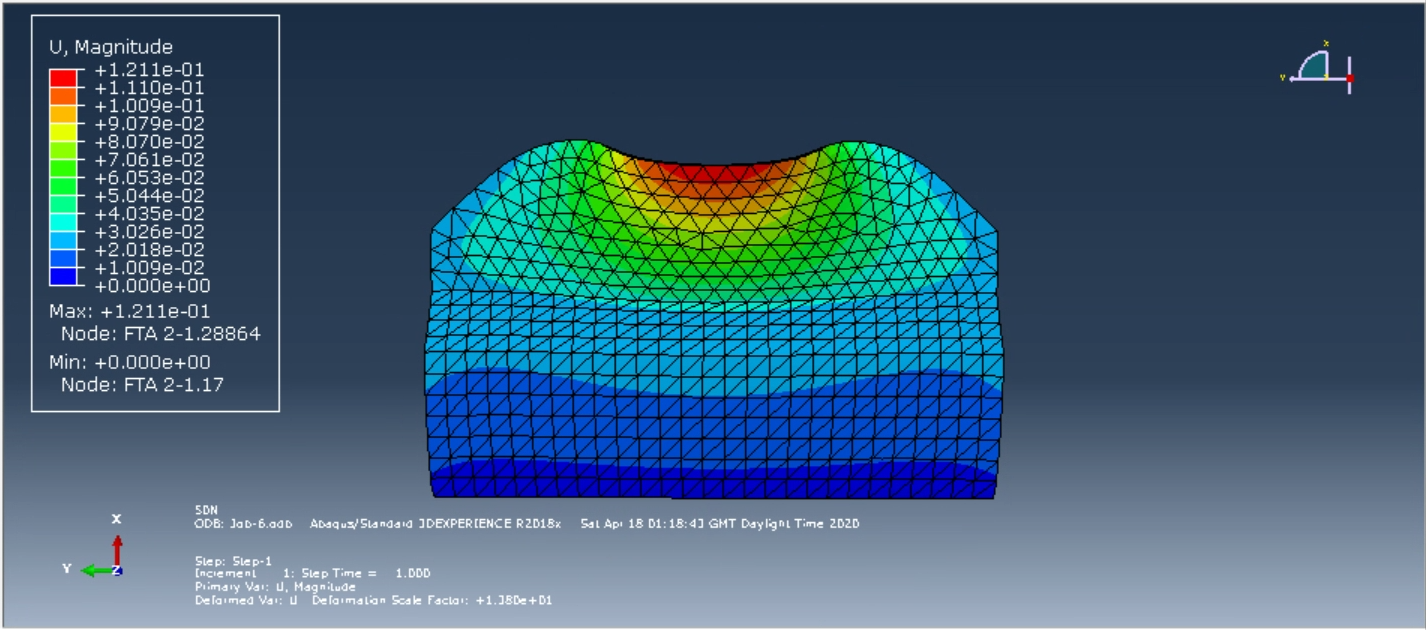 U, Magnitude
+1.211e-01
+1.110e-01
+1.009e-01
+9.079e-02
+8.070e-02
+7.061e-02
+6.053e-02
+5.044e-02
+4.035e-02
+3.026e-02
+2.018e-02
+1.009e-02
+0.000e+00
Max: +1.211e-01
Node: FTA 2-1.28864
Min: +0.000e+00
Node: FTA 2-1.17
X
Y
X
Y
Z
SDN
ODB: Job-6.odb Abaqus/Standard 3DEXPERIENCE R2018x Sat Apr 18 01:18:43 GMT Daylight Time 2020
Step: Step-1
Increment 1: Step Time = 1.000
Primary Var: U, Magnitude
Deformed Var: U Deformation Scale Factor: +1.380e+01